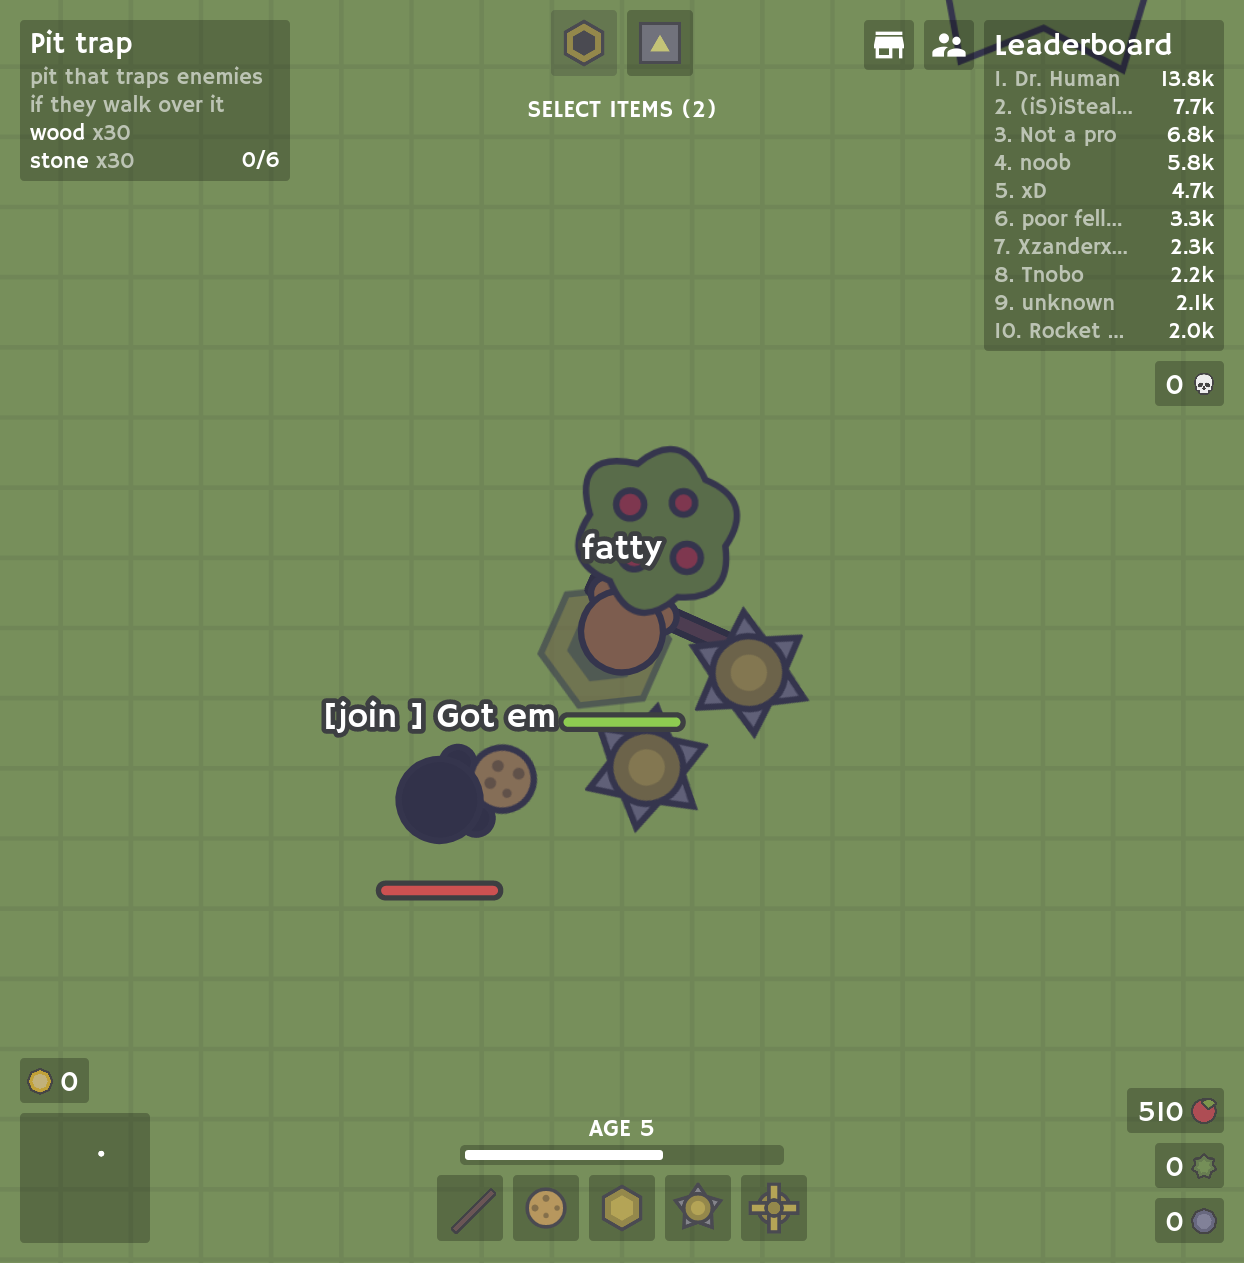 Pit trap
pit that traps enemies
if they walk over it
wood x30
stone x30 0/6
SELECT ITEMS (2)
Leaderboard
1. Dr. Human 13.8k
2. (iS)iSteal... 7.7k
3. Not a pro 6.8k
4. noob 5.8k
5. xD 4.7k
6. poor fell... 3.3k
7. Xzanderx... 2.3k
8. Tnobo 2.2k
9. unknown 2.1k
10. Rocket ... 2.0k
0
fatty
[join ] Got em
0
AGE 5
510
0
0